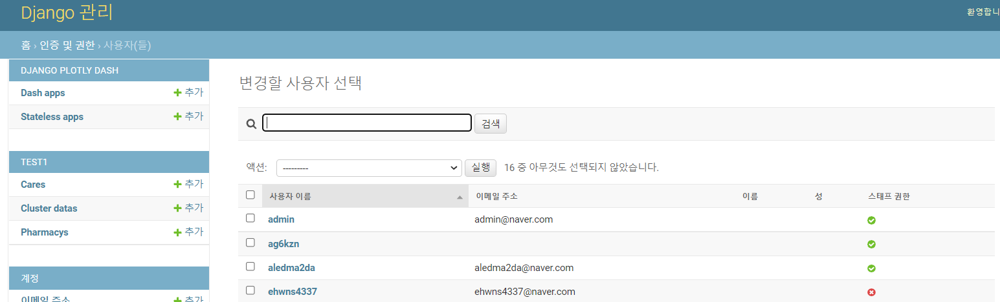 Django 관리
환영합니
홈 › 인증 및 권한 › 사용자(들)
DJANGO PLOTLY DASH
Dash apps 추가
Stateless apps 추가
TEST1
Cares 추가
Cluster datas 추가
Pharmacys 추가
계정
이메일 주소 추가
변경할 사용자 선택
검색
액션: --------- 실행 16 중 아무것도 선택되지 않았습니다.
사용자 이름 이메일 주소 이름 성 스태프 권한
admin admin@naver.com
ag6kzn
aledma2da aledma2da@naver.com
ehwns4337 ehwns4337@naver.com